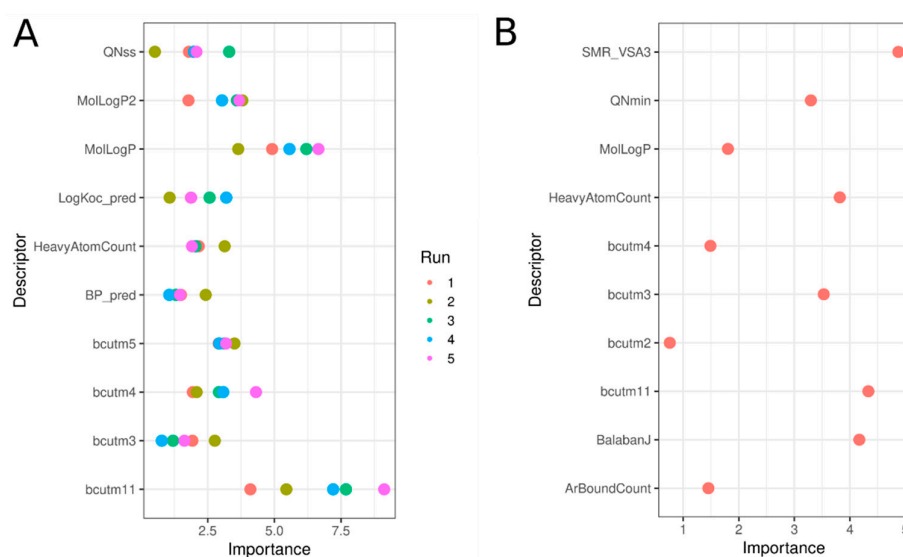 A
QNss
MolLogP2
MolLogP
LogKoc_pred
HeavyAtomCount
BP_pred
bcutm5
bcutm4
bcutm3
bcutm11
Descriptor
2.5 5.0 7.5
Importance
Run
1
2
3
4
5
B
SMR_VSA3
QNmin
MolLogP
HeavyAtomCount
bcutm4
bcutm3
bcutm2
bcutm11
BalabanJ
ArBoundCount
Descriptor
1 2 3 4 5
Importance